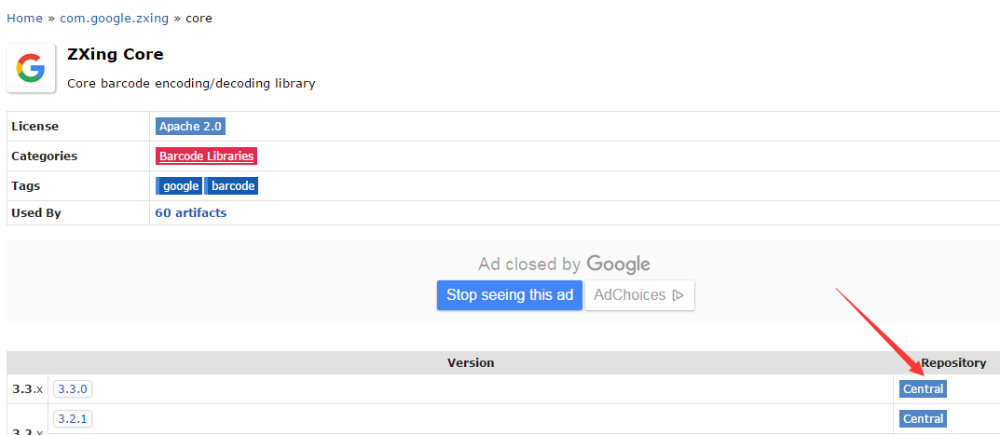 Home » com.google.zxing » core
ZXing Core
Core barcode encoding/decoding library
License Apache 2.0
Categories Barcode Libraries
Tags google barcode
Used By 60 artifacts
Ad closed by Google
Stop seeing this ad AdChoices
Version Repository
3.3.x 3.3.0 Central
3.2.1 Central
3.2.x